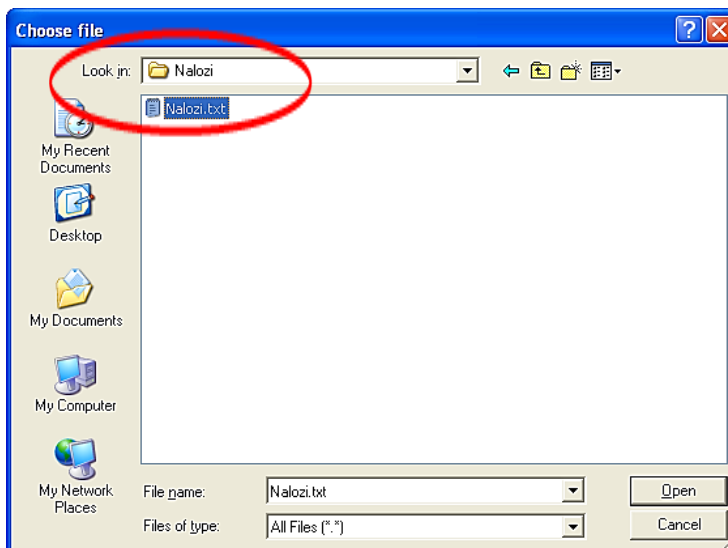 Choose file
Look in:
Nalozi
Nalozi.txt
My Recent
Documents
Desktop
My Documents
My Computer
My Network
Places
File name:
Nalozi.txt
Open
Files of type:
All Files (*.*)
Cancel